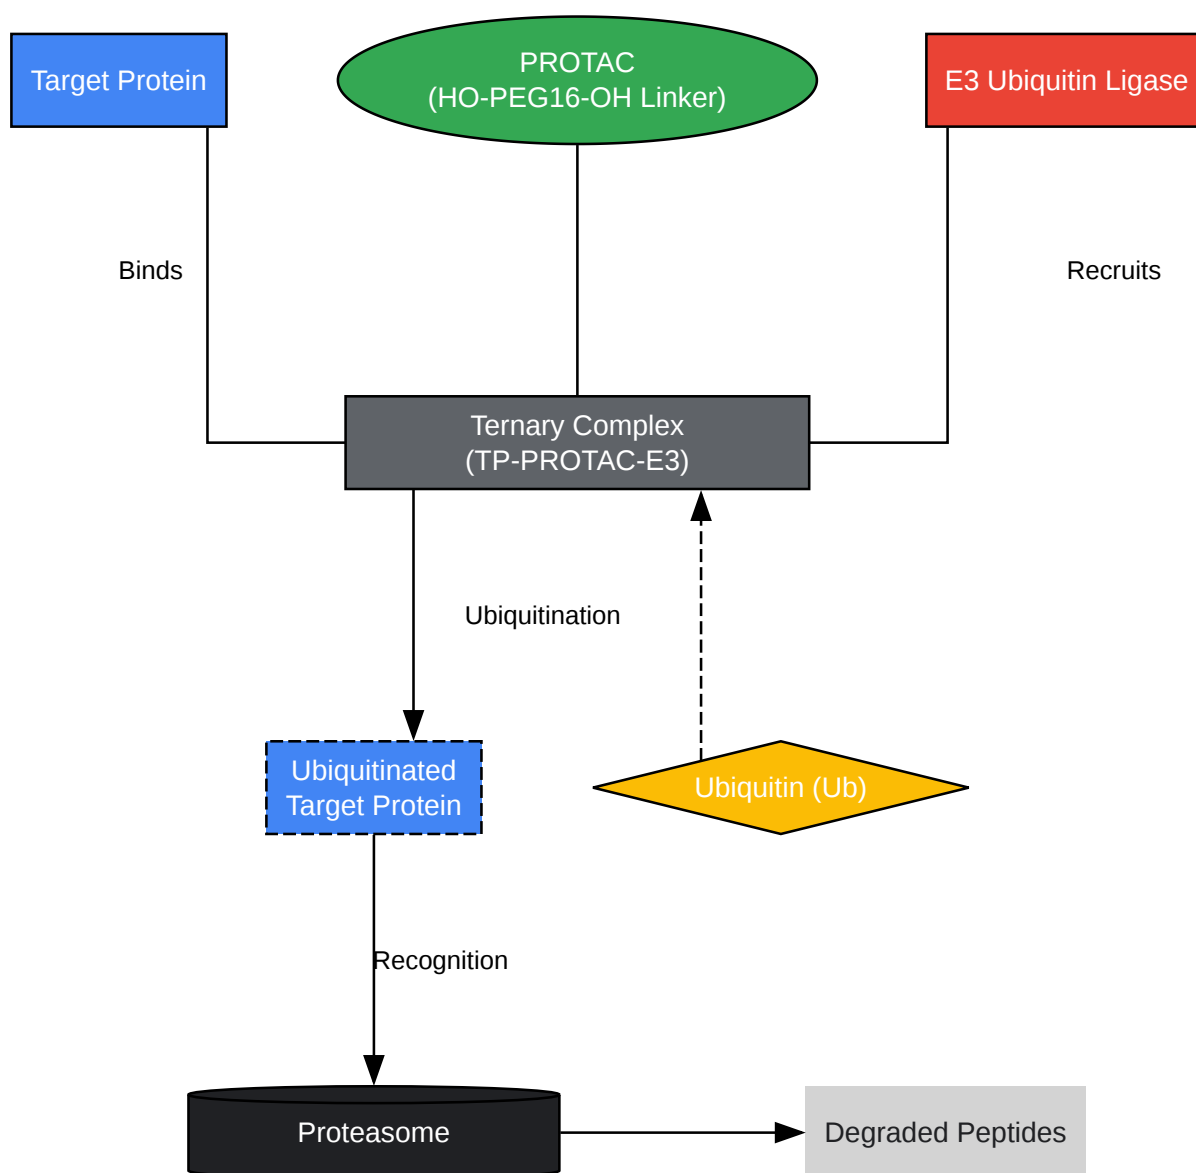 Target Protein
PROTAC
(HO-PEG16-OH Linker)
E3 Ubiquitin Ligase
Binds
Recruits
Ternary Complex
(TP-PROTAC-E3)
Ubiquitination
Ubiquitinated
Target Protein
Ubiquitin (Ub)
Recognition
Proteasome
Degraded Peptides